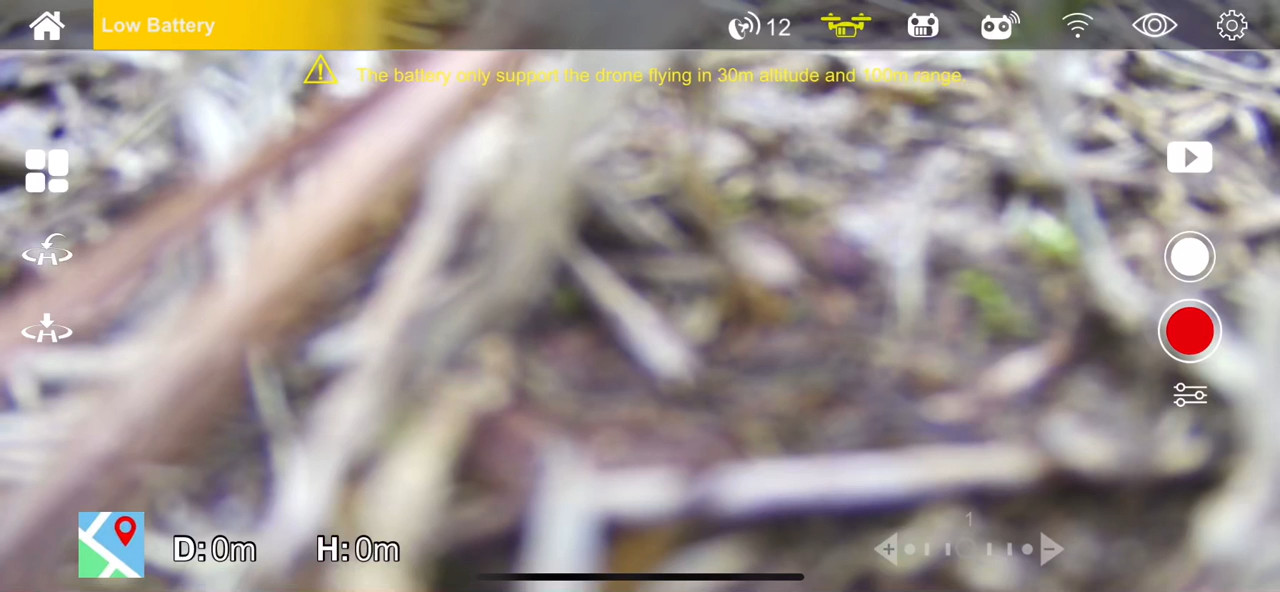 Low Battery
12
The battery only support the drone flying in 30m altitude and 100m range.
1
D:0m
H:0m